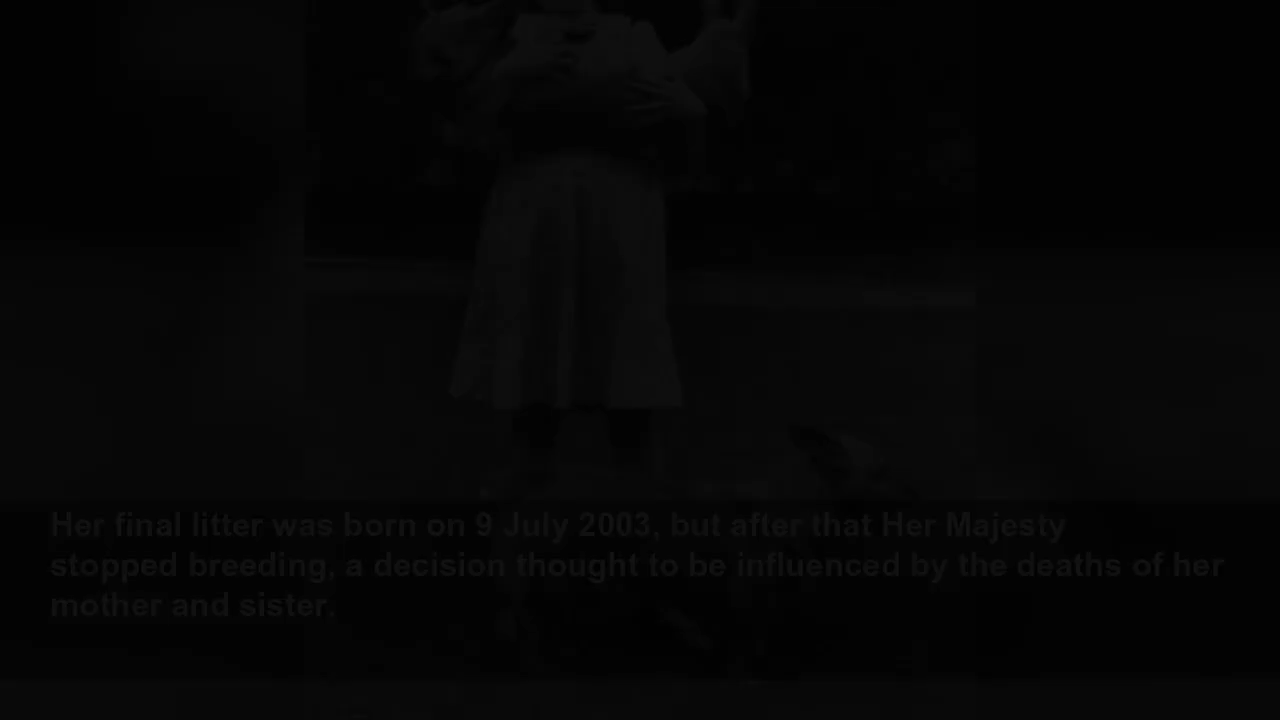 Her final litter was born on 9 July 2003, but after that Her Majesty
stopped breeding, a decision thought to be influenced by the deaths of her
mother and sister.